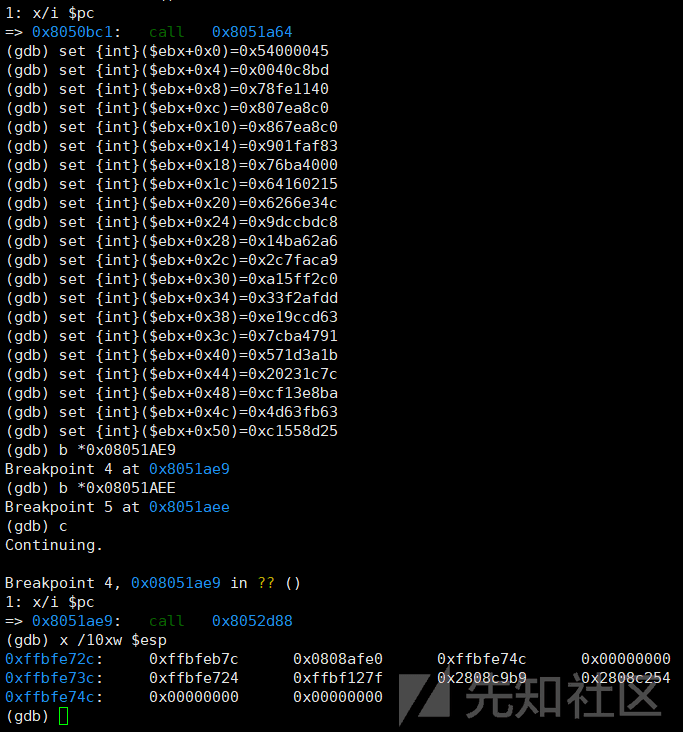 1: x/i $pc
=> 0x8050bc1:   call   0x8051a64
(gdb) set {int}($ebx+0x0)=0x54000045
(gdb) set {int}($ebx+0x4)=0x0040c8bd
(gdb) set {int}($ebx+0x8)=0x78fe1140
(gdb) set {int}($ebx+0xc)=0x807ea8c0
(gdb) set {int}($ebx+0x10)=0x867ea8c0
(gdb) set {int}($ebx+0x14)=0x901faf83
(gdb) set {int}($ebx+0x18)=0x76ba4000
(gdb) set {int}($ebx+0x1c)=0x64160215
(gdb) set {int}($ebx+0x20)=0x6266e34c
(gdb) set {int}($ebx+0x24)=0x9dccbdc8
(gdb) set {int}($ebx+0x28)=0x14ba62a6
(gdb) set {int}($ebx+0x2c)=0x2c7faca9
(gdb) set {int}($ebx+0x30)=0xa15ff2c0
(gdb) set {int}($ebx+0x34)=0x33f2afdd
(gdb) set {int}($ebx+0x38)=0xe19ccd63
(gdb) set {int}($ebx+0x3c)=0x7cba4791
(gdb) set {int}($ebx+0x40)=0x571d3a1b
(gdb) set {int}($ebx+0x44)=0x20231c7c
(gdb) set {int}($ebx+0x48)=0xcf13e8ba
(gdb) set {int}($ebx+0x4c)=0x4d63fb63
(gdb) set {int}($ebx+0x50)=0xc1558d25
(gdb) b *0x08051AE9
Breakpoint 4 at 0x8051ae9
(gdb) b *0x08051AEE
Breakpoint 5 at 0x8051aee
(gdb) c
Continuing.

Breakpoint 4, 0x08051ae9 in ?? ()
1: x/i $pc
=> 0x8051ae9:   call   0x8052d88
(gdb) x /10xw $esp
0xffbfe72c:     0xffbfeb7c      0x0808afe0      0xffbfe74c      0x00000000
0xffbfe73c:     0xffbfe724      0xffbf127f      0x2808c9b9      0x2808c254
0xffbfe74c:     0x00000000      0x00000000
(gdb)
先知社区